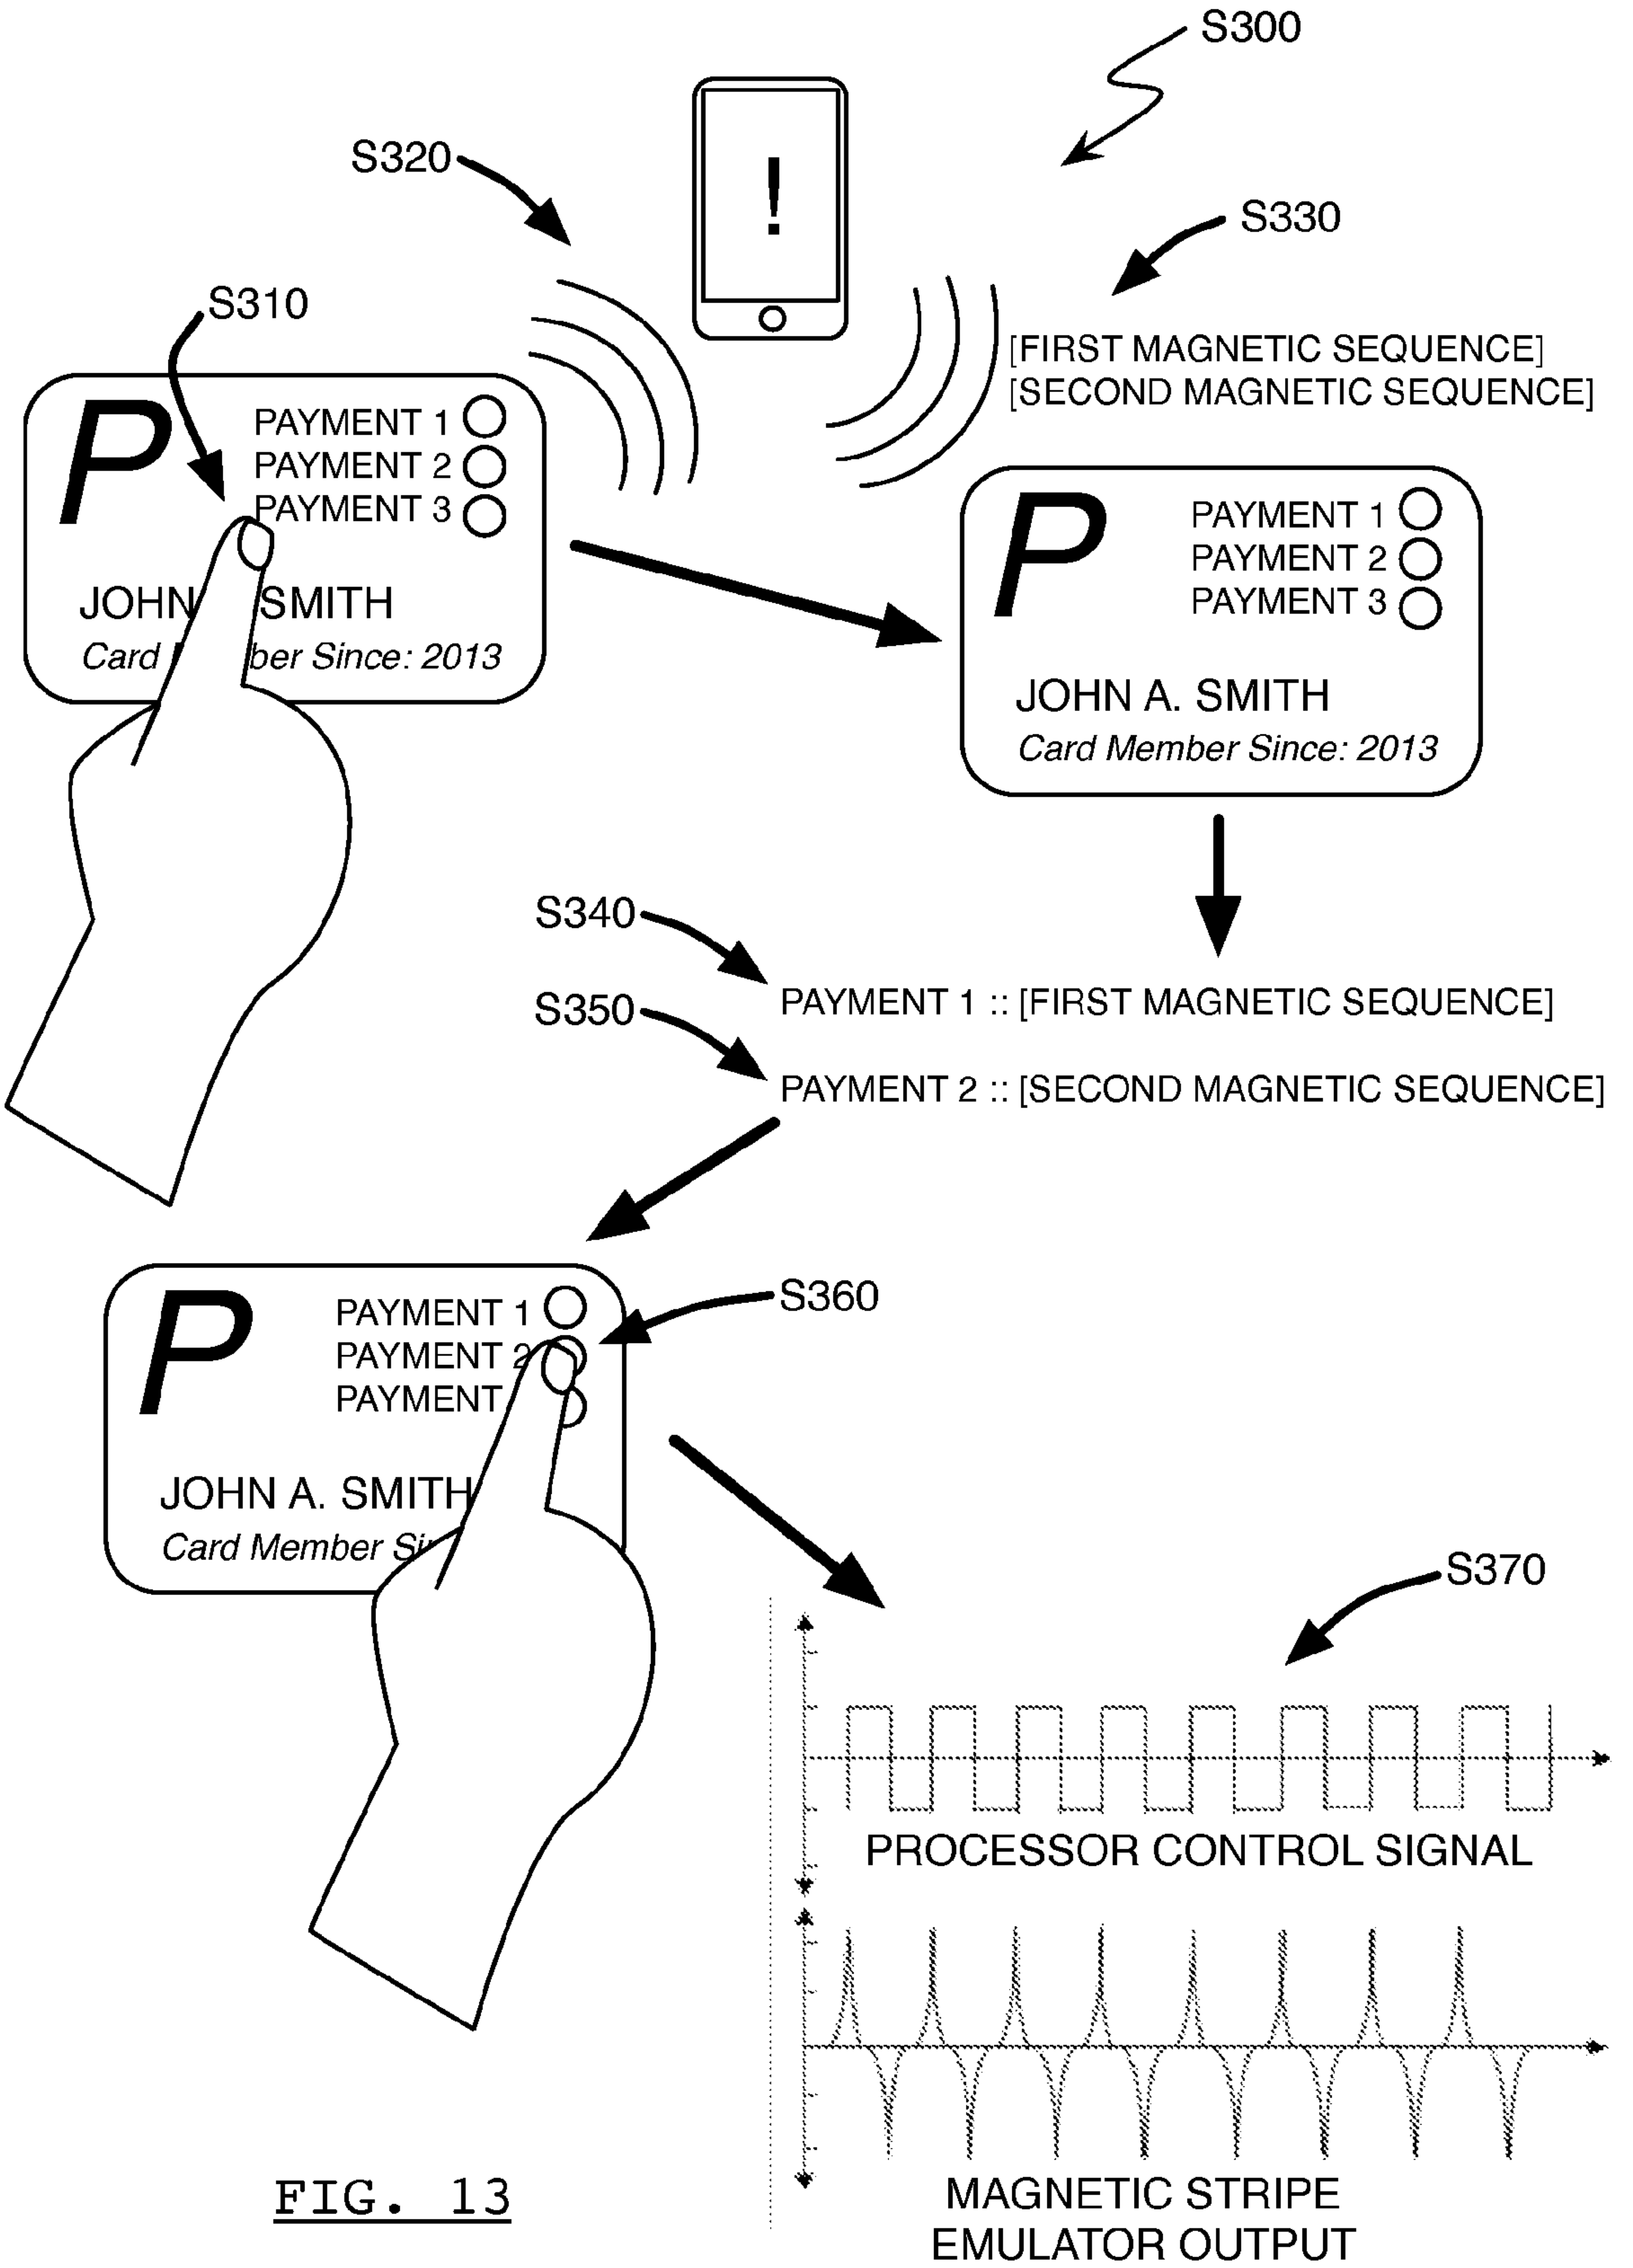 S300
S320
!
S330
S310
[FIRST MAGNETIC SEQUENCE]
[SECOND MAGNETIC SEQUENCE]
P
PAYMENT 1
PAYMENT 2
PAYMENT 3
JOHN SMITH
Card ber Since: 2013
P
PAYMENT 1
PAYMENT 2
PAYMENT 3
JOHN A. SMITH
Card Member Since: 2013
S340
PAYMENT 1 :: [FIRST MAGNETIC SEQUENCE]
S350
PAYMENT 2 :: [SECOND MAGNETIC SEQUENCE]
P
PAYMENT 1
PAYMENT 2
PAYMENT
S360
JOHN A. SMITH
Card Member
S370
PROCESSOR CONTROL SIGNAL
MAGNETIC STRIPE
EMULATOR OUTPUT
FIG. 13